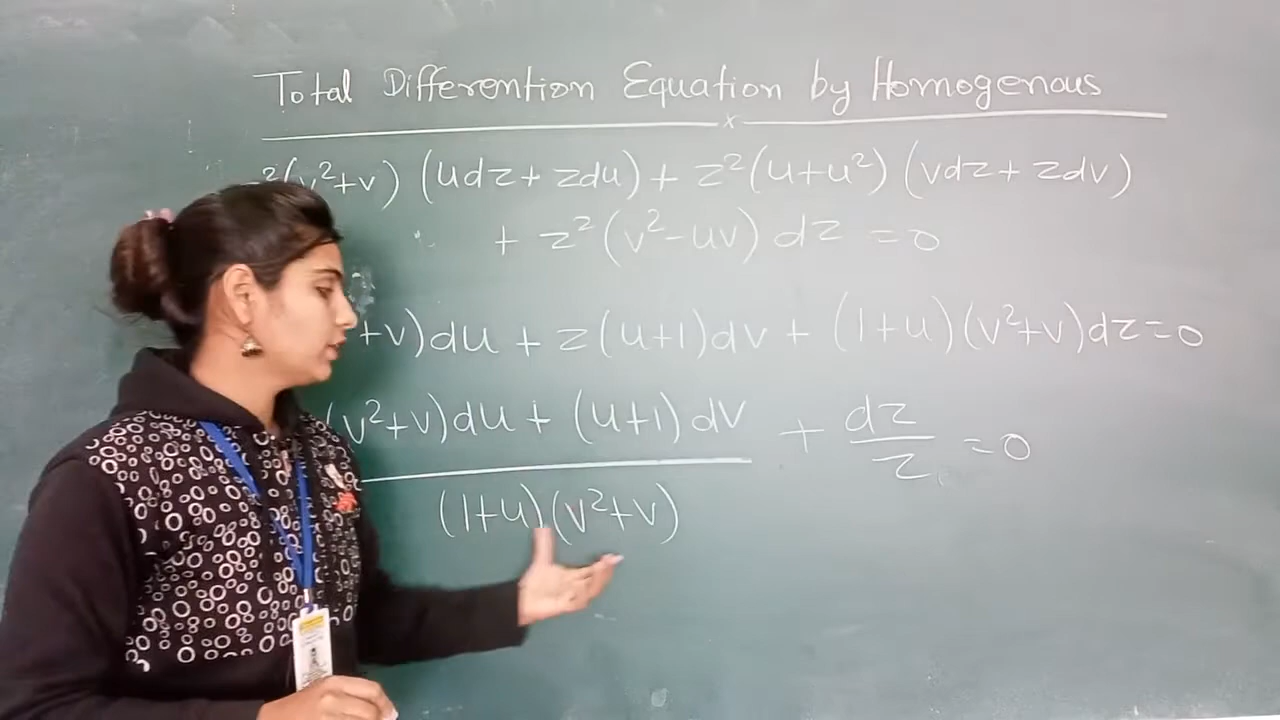 Total Differention Equation by Homogenous
x
²(v²+v) (udz + zdu) + z²(u+u²) (vdz + zdv)
+ z²(v²-uv) dz = 0
+v)du + z(u+1)dv + (1+u)(v²+v)dz = 0
(v²+v)du + (u+1)dv / (1+u)(v²+v) + dz / z = 0